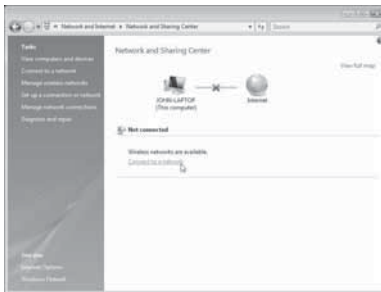 Network and Internet ▸ Network and Sharing Center
Tasks
View computers and devices
Connect to a network
Manage wireless networks
Set up a connection or network
Manage network connections
Diagnose and repair
Network and Sharing Center
View full map
JOHN-LAPTOP
(This computer)
Internet
Not connected
Wireless networks are available.
Connect to a network
See also
Internet Options
Windows Firewall